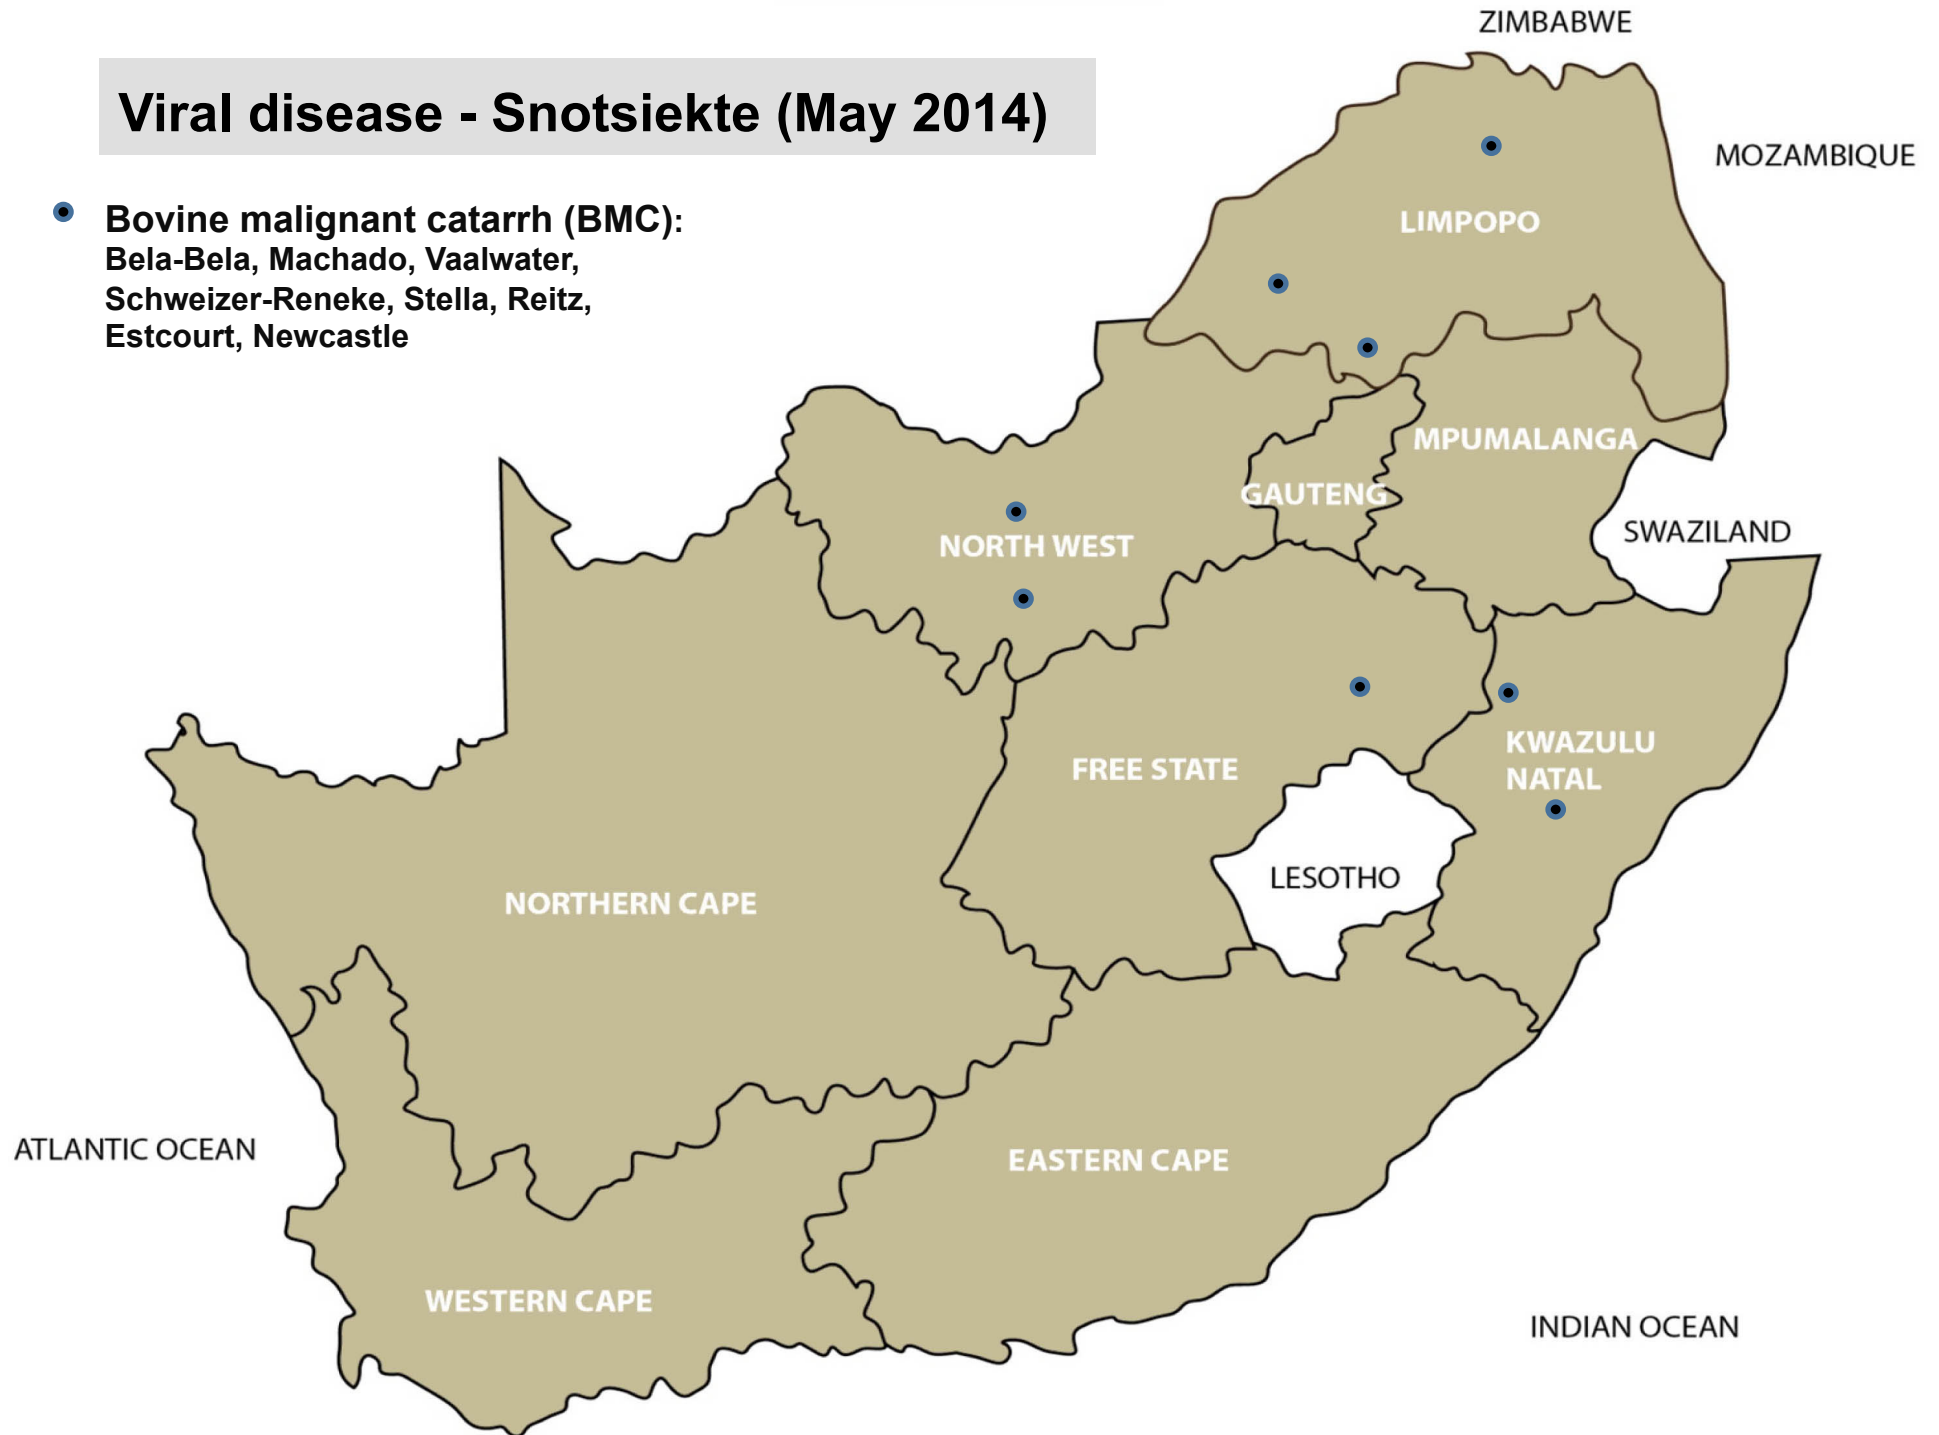 ZIMBABWE
Viral disease - Snotsiekte (May 2014)
MOZAMBIQUE
Bovine malignant catarrh (BMC):
Bela-Bela, Machado, Vaalwater,
Schweizer-Reneke, Stella, Reitz,
Estcourt, Newcastle
LIMPOPO
MPUMALANGA
GAUTENG
SWAZILAND
NORTH WEST
KWAZULU
NATAL
FREE STATE
LESOTHO
NORTHERN CAPE
ATLANTIC OCEAN
EASTERN CAPE
WESTERN CAPE
INDIAN OCEAN